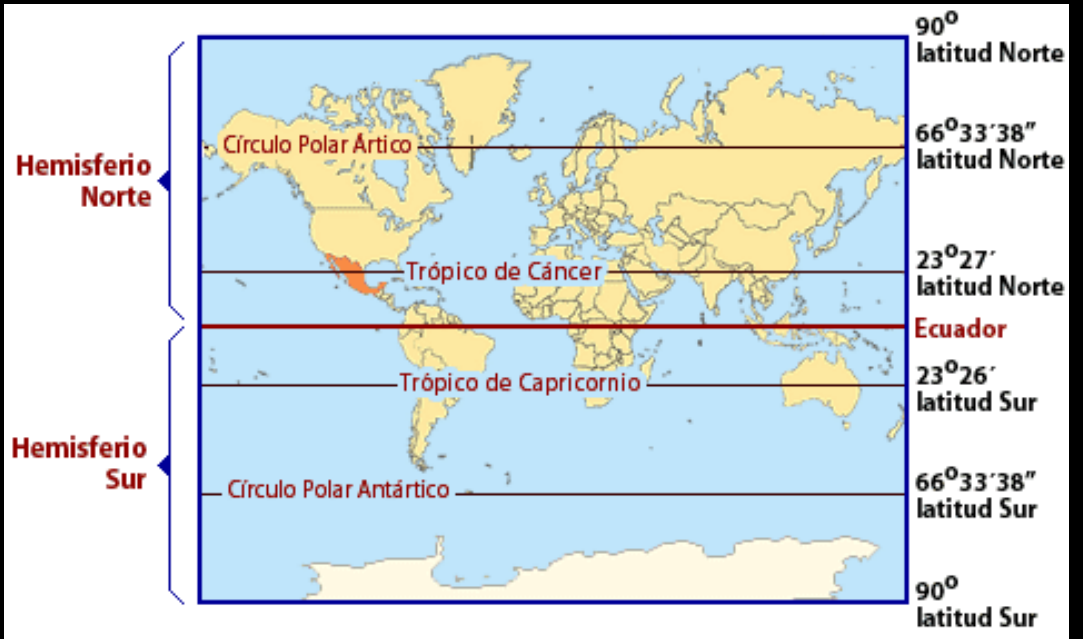 90º
latitud Norte
Círculo Polar Ártico
66º33´38”
latitud Norte
Hemisferio
Norte
Trópico de Cáncer
23º27´
latitud Norte
Ecuador
Trópico de Capricornio
23º26´
latitud Sur
Hemisferio
Sur
Círculo Polar Antártico
66º33´38”
latitud Sur
90º
latitud Sur